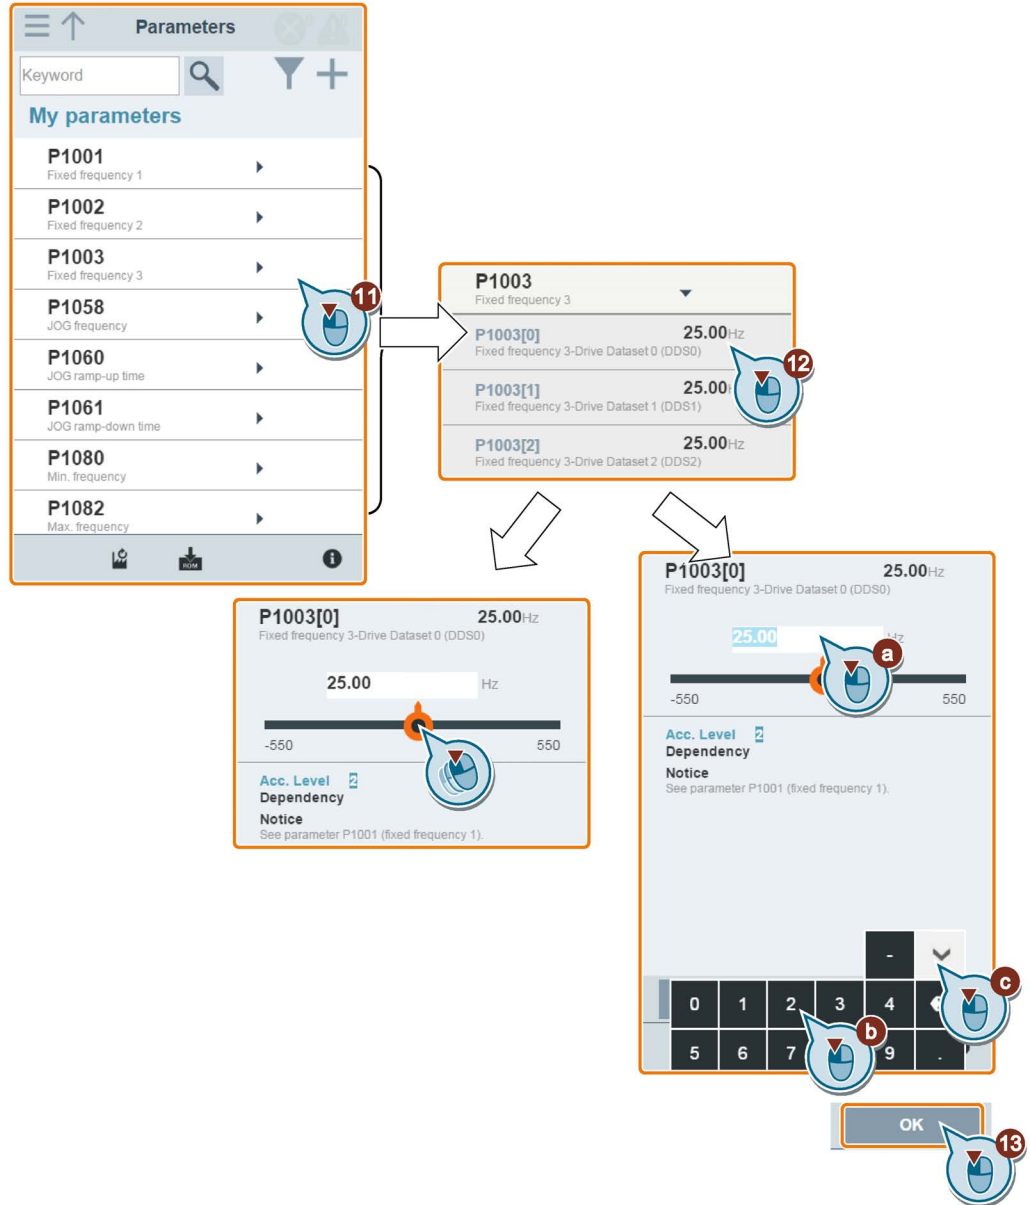 Parameters
Keyword
My parameters
P1001
Fixed frequency 1
P1002
Fixed frequency 2
P1003
Fixed frequency 3
P1058
JOG frequency
P1060
JOG ramp-up time
P1061
JOG ramp-down time
P1080
Min. frequency
P1082
Max. frequency
ROM
11
P1003
Fixed frequency 3
P1003[0] 25.00Hz
Fixed frequency 3-Drive Dataset 0 (DDS0)
P1003[1] 25.00
Fixed frequency 3-Drive Dataset 1 (DDS1)
P1003[2] 25.00Hz
Fixed frequency 3-Drive Dataset 2 (DDS2)
12
P1003[0] 25.00Hz
Fixed frequency 3-Drive Dataset 0 (DDS0)
25.00 Hz
-550 550
Acc. Level 2
Dependency
Notice
See parameter P1001 (fixed frequency 1).
P1003[0] 25.00Hz
Fixed frequency 3-Drive Dataset 0 (DDS0)
25.00 Hz
a
-550 550
Acc. Level 2
Dependency
Notice
See parameter P1001 (fixed frequency 1).
-
c
0 1 2 3 4
b
5 6 7 9 .
OK
13